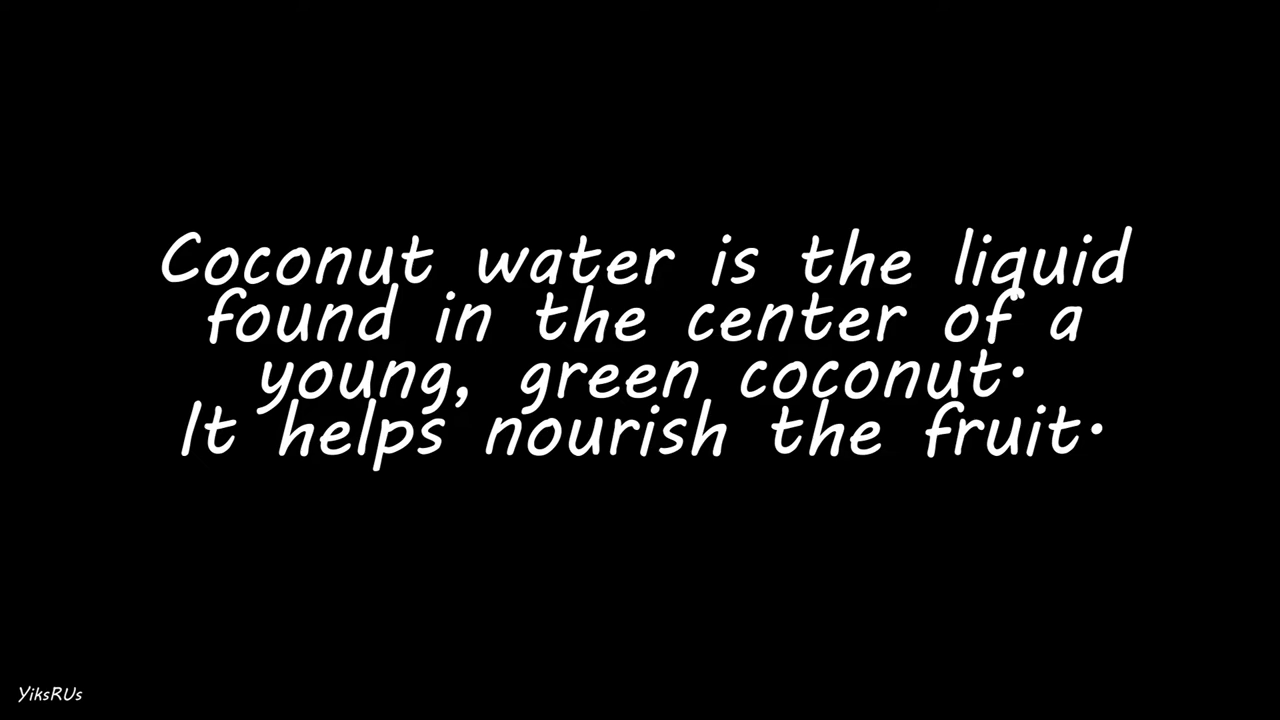 Coconut water is the liquid
found in the center of a
young, green coconut.
It helps nourish the fruit.
YiksRUs